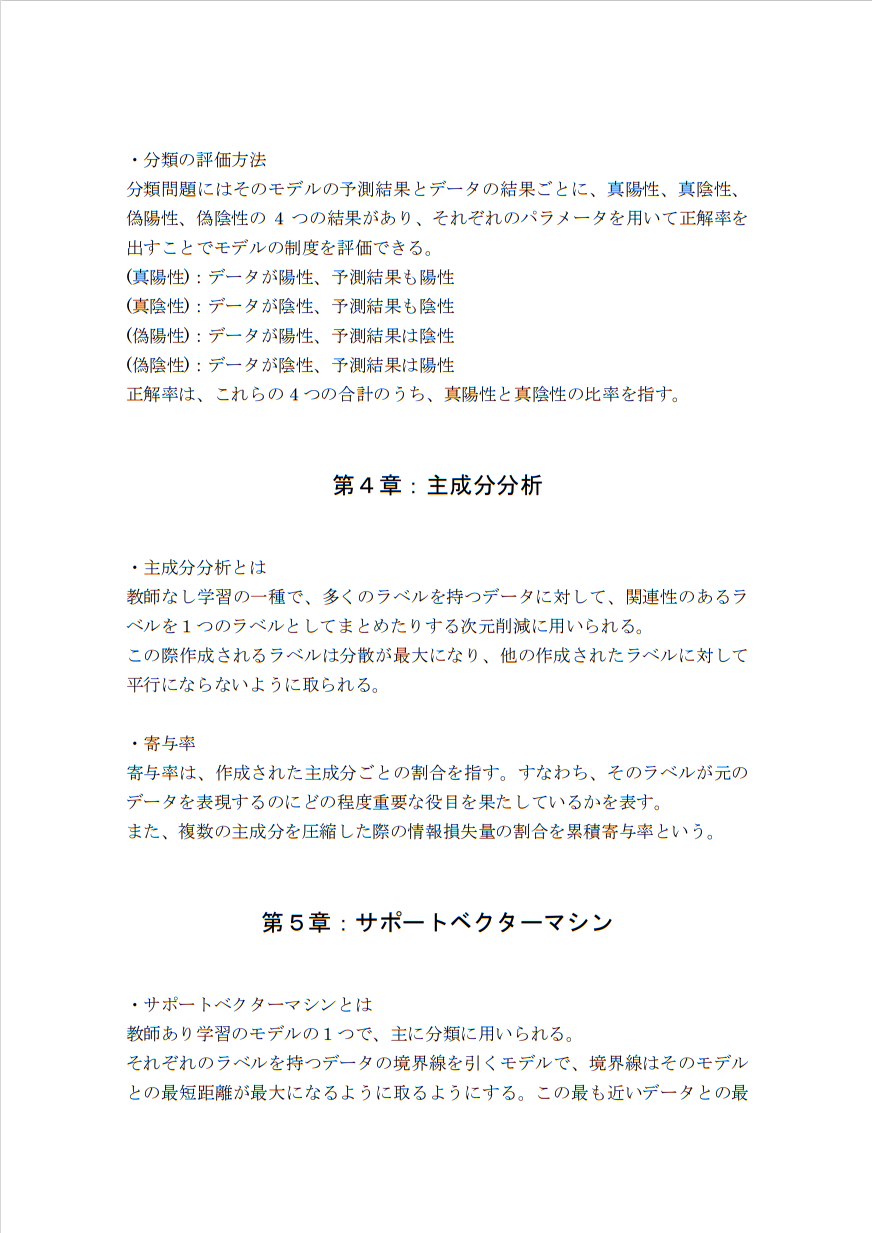 ・分類の評価方法
分類問題にはそのモデルの予測結果とデータの結果ごとに、真陽性、真陰性、
偽陽性、偽陰性の 4 つの結果があり、それぞれのパラメータを用いて正解率を
出すことでモデルの制度を評価できる。
(真陽性)：データが陽性、予測結果も陽性
(真陰性)：データが陰性、予測結果も陰性
(偽陽性)：データが陽性、予測結果は陰性
(偽陰性)：データが陰性、予測結果は陽性
正解率は、これらの４つの合計のうち、真陽性と真陰性の比率を指す。
第４章：主成分分析
・主成分分析とは
教師なし学習の一種で、多くのラベルを持つデータに対して、関連性のあるラ
ベルを１つのラベルとしてまとめたりする次元削減に用いられる。
この際作成されるラベルは分散が最大になり、他の作成されたラベルに対して
平行にならないように取られる。
・寄与率
寄与率は、作成された主成分ごとの割合を指す。すなわち、そのラベルが元の
データを表現するのにどの程度重要な役目を果たしているかを表す。
また、複数の主成分を圧縮した際の情報損失量の割合を累積寄与率という。
第５章：サポートベクターマシン
・サポートベクターマシンとは
教師あり学習のモデルの１つで、主に分類に用いられる。
それぞれのラベルを持つデータの境界線を引くモデルで、境界線はそのモデル
との最短距離が最大になるように取るようにする。この最も近いデータとの最